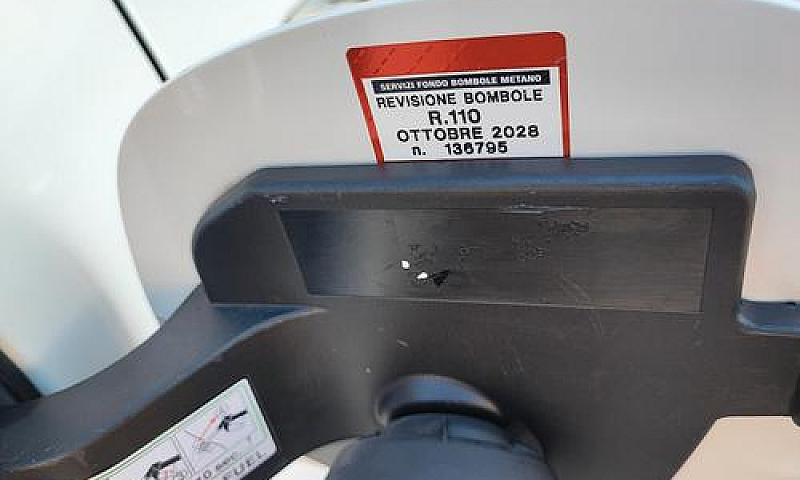 SERVIZI FONDO BOMBOLE METANO
REVISIONE BOMBOLE
R.110
OTTOBRE 2028
n. 136795
FUEL